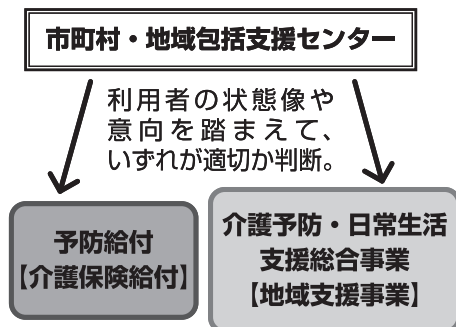 市町村・地域包括支援センター
利用者の状態像や
意向を踏まえて、
いずれが適切か判断。
予防給付
【介護保険給付】
介護予防・日常生活
支援総合事業
【地域支援事業】